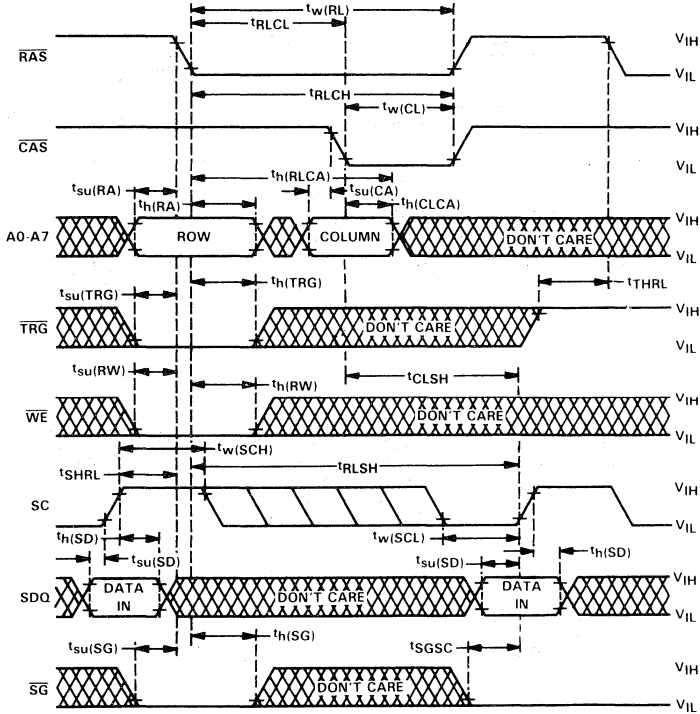 tw(RL)
tRLCL
VIH
RAS
VIL
tRLCH
tw(CL)
VIH
CAS
VIL
th(RLCA)
tsu(RA)
tsu(CA)
th(RA)
th(CLCA)
VIH
A0-A7
ROW
COLUMN
DON'T CARE
VIL
tsu(TRG)
th(TRG)
tTHRL
VIH
TRG
DON'T CARE
VIL
tsu(RW)
th(RW)
tCLSH
VIH
WE
DON'T CARE
VIL
tw(SCH)
tSHRL
tRLSH
VIH
SC
VIL
th(SD)
tw(SCL)
tsu(SD)
tsu(SD)
th(SD)
VIH
SDQ
DATA IN
DON'T CARE
DATA IN
VIL
tsu(SG)
th(SG)
tSGSC
VIH
SG
DON'T CARE
VIL